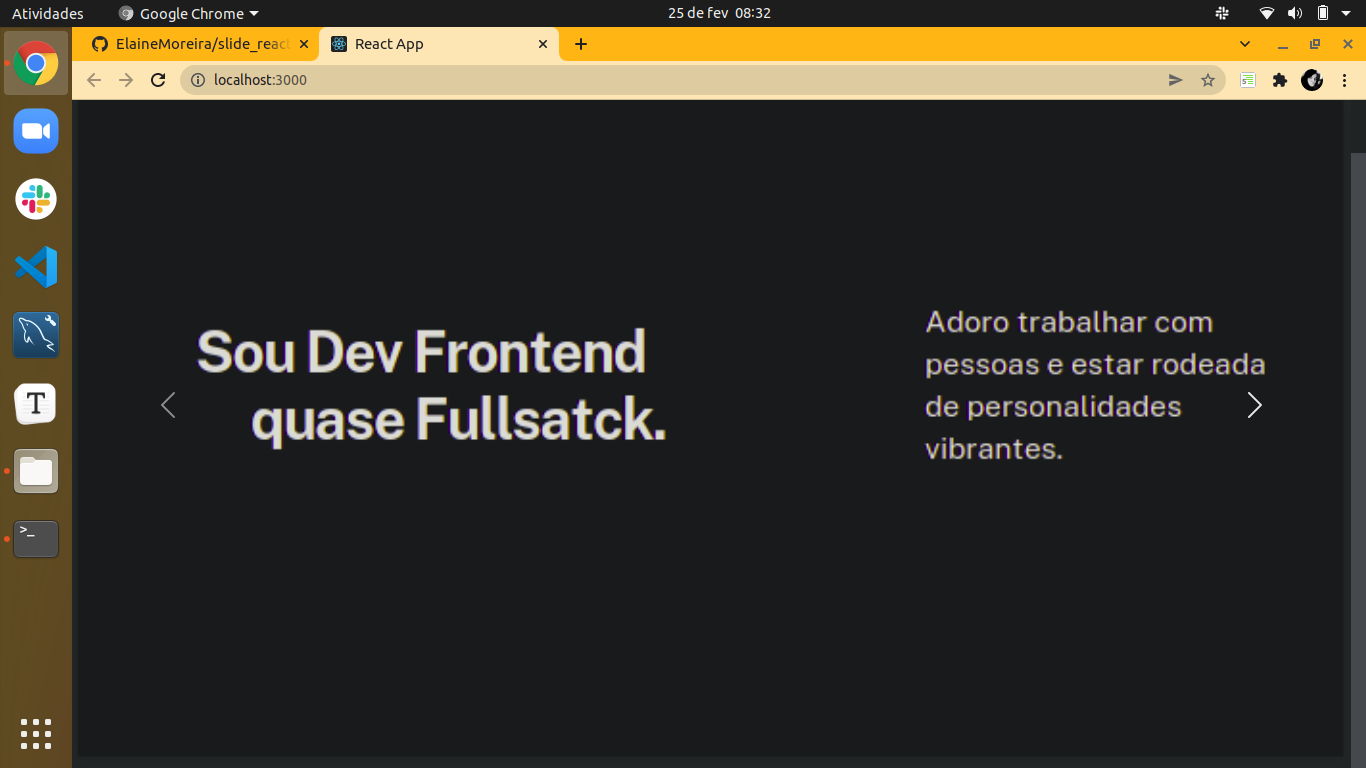 Atividades
Google Chrome
25 de fev 08:32
ElaineMoreira/slide_reac
React App
localhost:3000
Sou Dev Frontend
quase Fullsatck.
Adoro trabalhar com
pessoas e estar rodeada
de personalidades
vibrantes.
T
>_